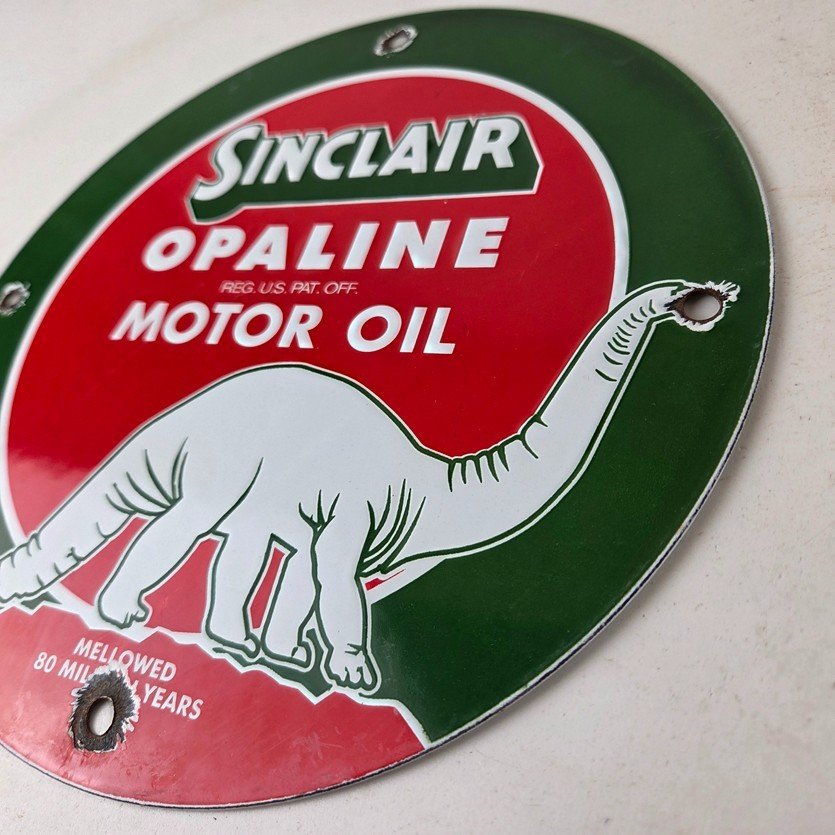 SINCLAIR
OPALINE
REG. U.S. PAT. OFF.
MOTOR OIL
MELLOWED
80 YEARS